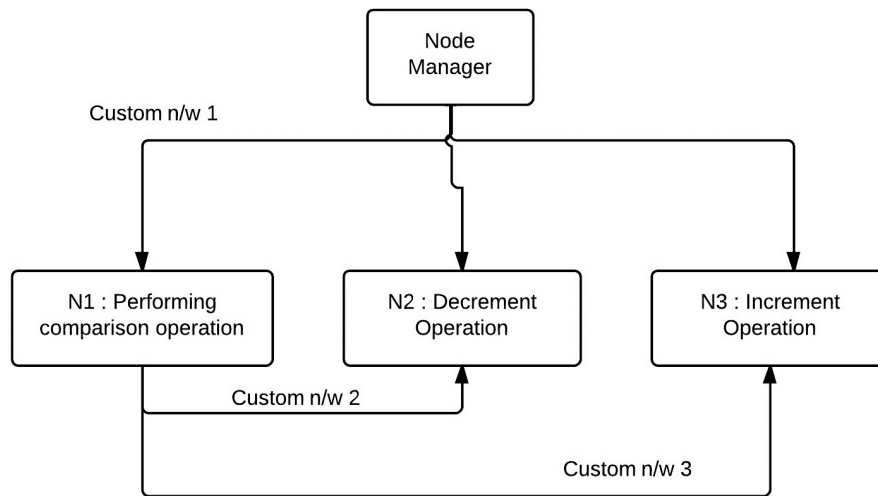 Node
Manager
Custom n/w 1
N1 : Performing
comparison operation
N2 : Decrement
Operation
N3 : Increment
Operation
Custom n/w 2
Custom n/w 3